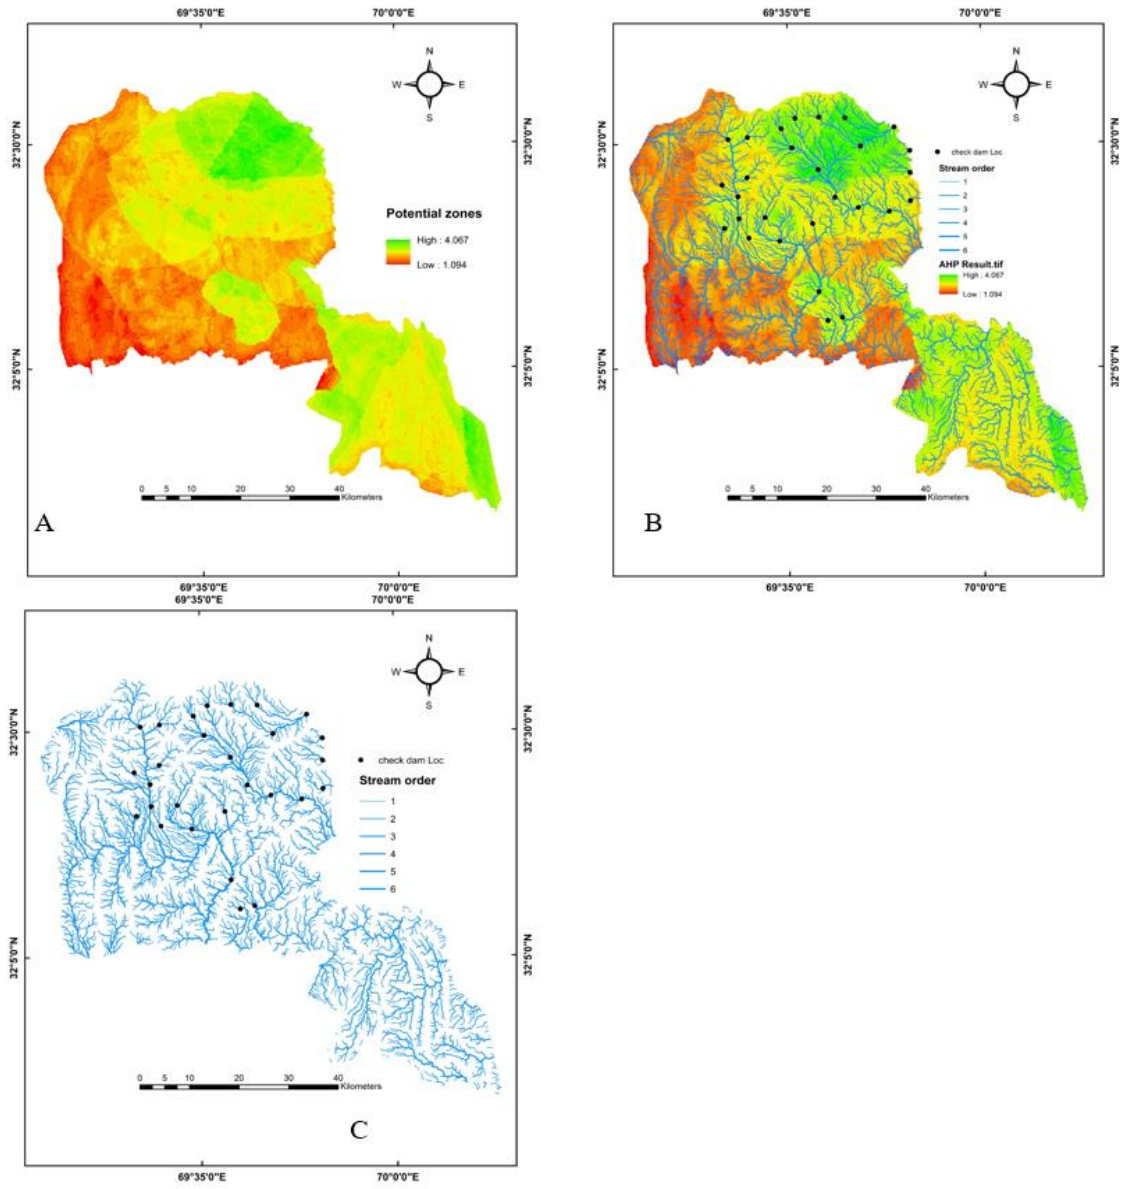 69°35'0"E 70°0'0"E
N
W E
S
32°30'0"N 32°30'0"N
Potential zones
High : 4.067
Low : 1.094
32°5'0"N 32°5'0"N
0 5 10 20 30 40
Kilometers
A
69°35'0"E 70°0'0"E
69°35'0"E 70°0'0"E
N
W E
S
32°30'0"N 32°30'0"N
check dam Loc
Stream order
1
2
3
4
5
6
AHP Result.tif
High : 4.067
Low : 1.094
32°5'0"N 32°5'0"N
0 5 10 20 30 40
Kilometers
B
69°35'0"E 70°0'0"E
69°35'0"E 70°0'0"E
N
W E
S
32°30'0"N 32°30'0"N
check dam Loc
Stream order
1
2
3
4
5
6
32°5'0"N 32°5'0"N
0 5 10 20 30 40
Kilometers
C
69°35'0"E 70°0'0"E